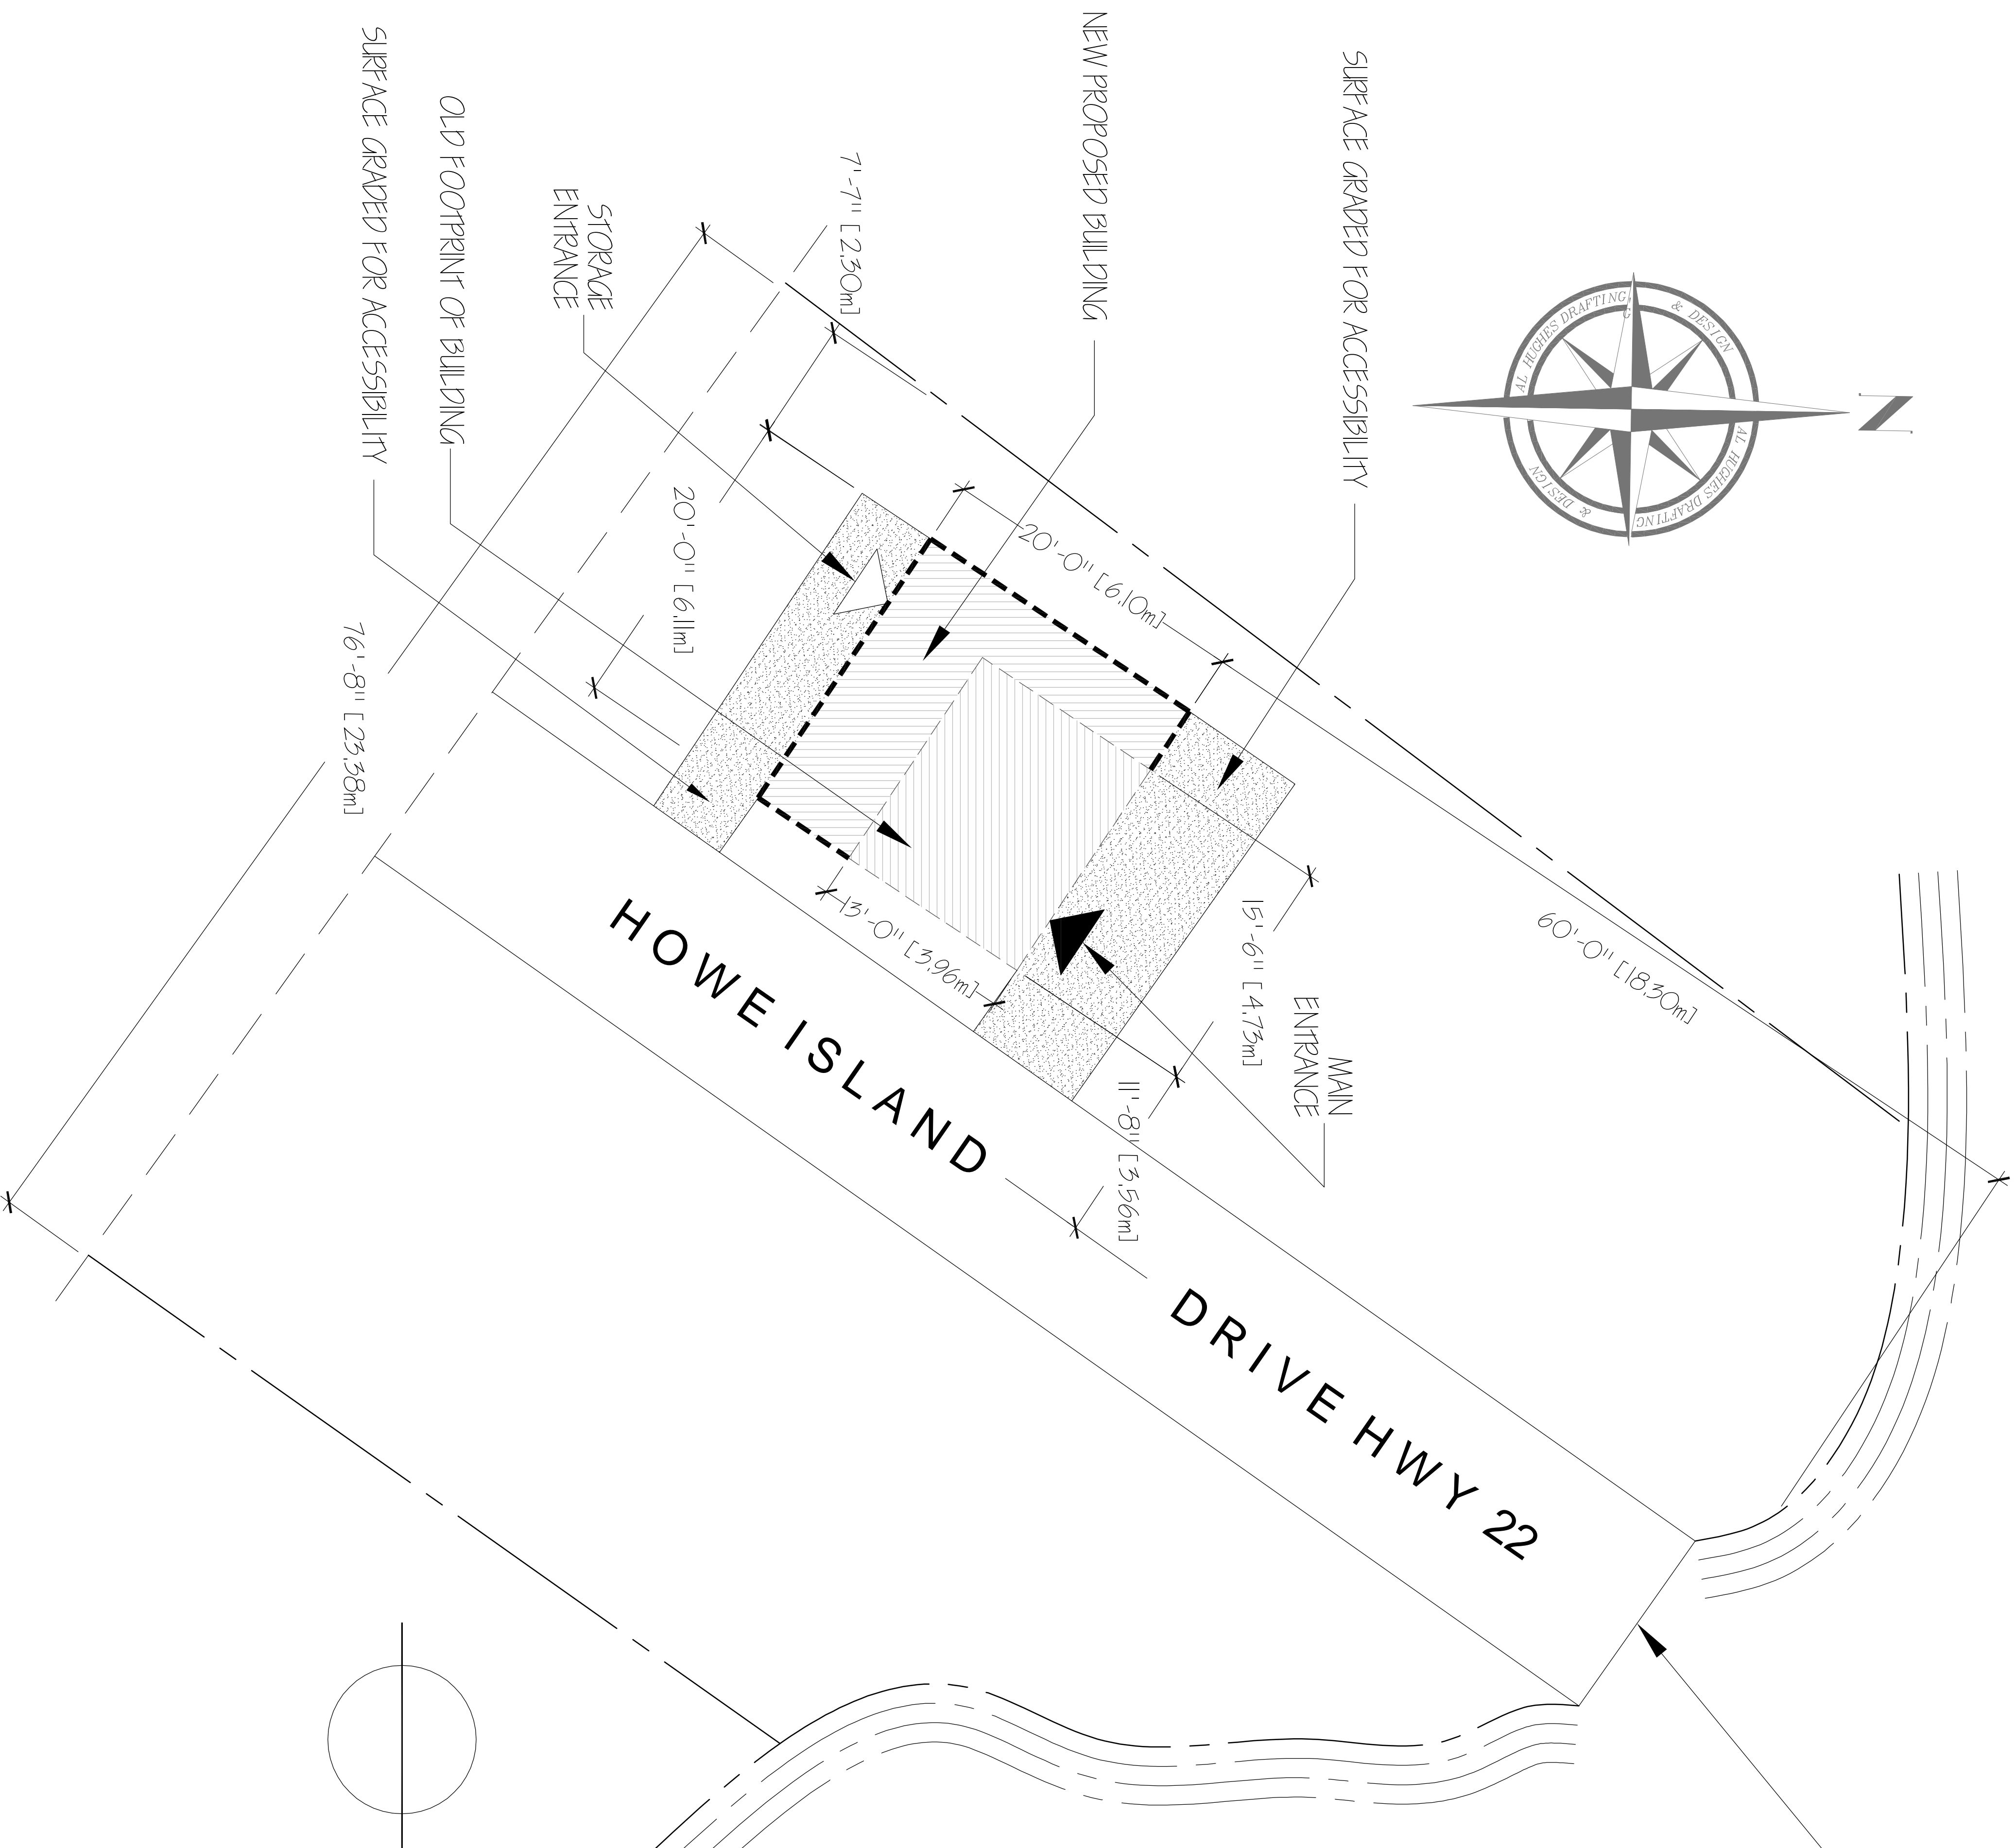 SURFACE GRADED FOR ACCESSIBILITY
NEW PROPOSED BUILDING
7'-7" [2.30m]
STORAGE
ENTRANCE
OLD FOOTPRINT OF BUILDING
SURFACE GRADED FOR ACCESSIBILITY
N
AL HUGHES DRAFTING & DESIGN
AL HUGHES DRAFTING & DESIGN
20'-0" [6.10m]
20'-0" [6.11m]
76'-8" [23.38m]
60'-0" [18.30m]
15'-6" [4.73m]
13'-0" [3.96m]
MAIN
ENTRANCE
11'-8" [3.56m]
HOWE ISLAND DRIVE HWY 22